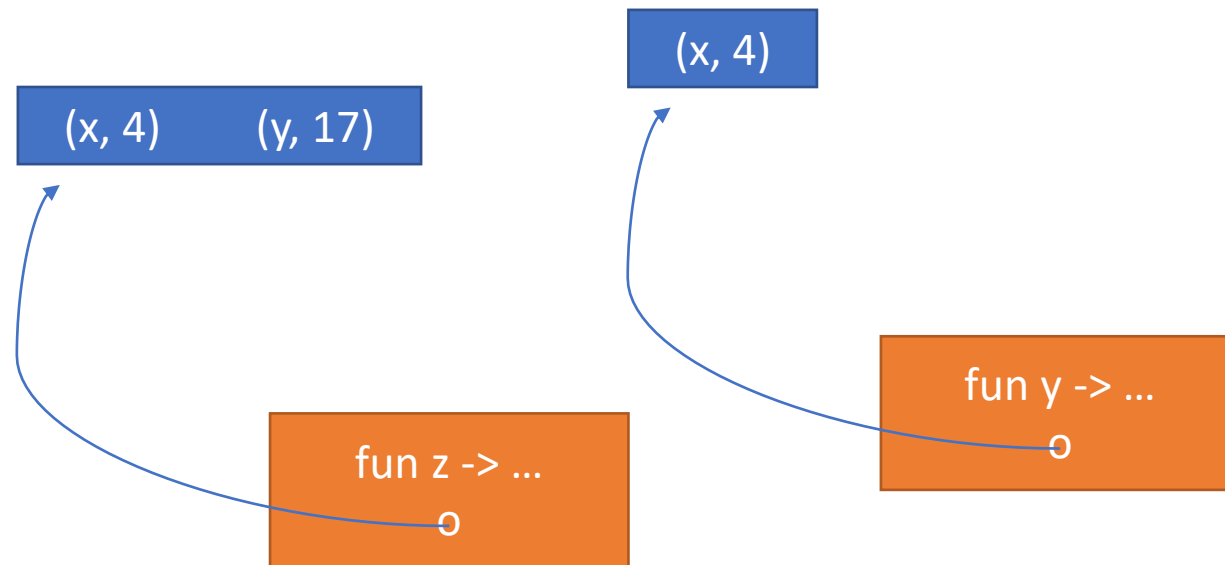 (x, 4)
(x, 4) (y, 17)
fun y -> …
o
fun z -> …
o